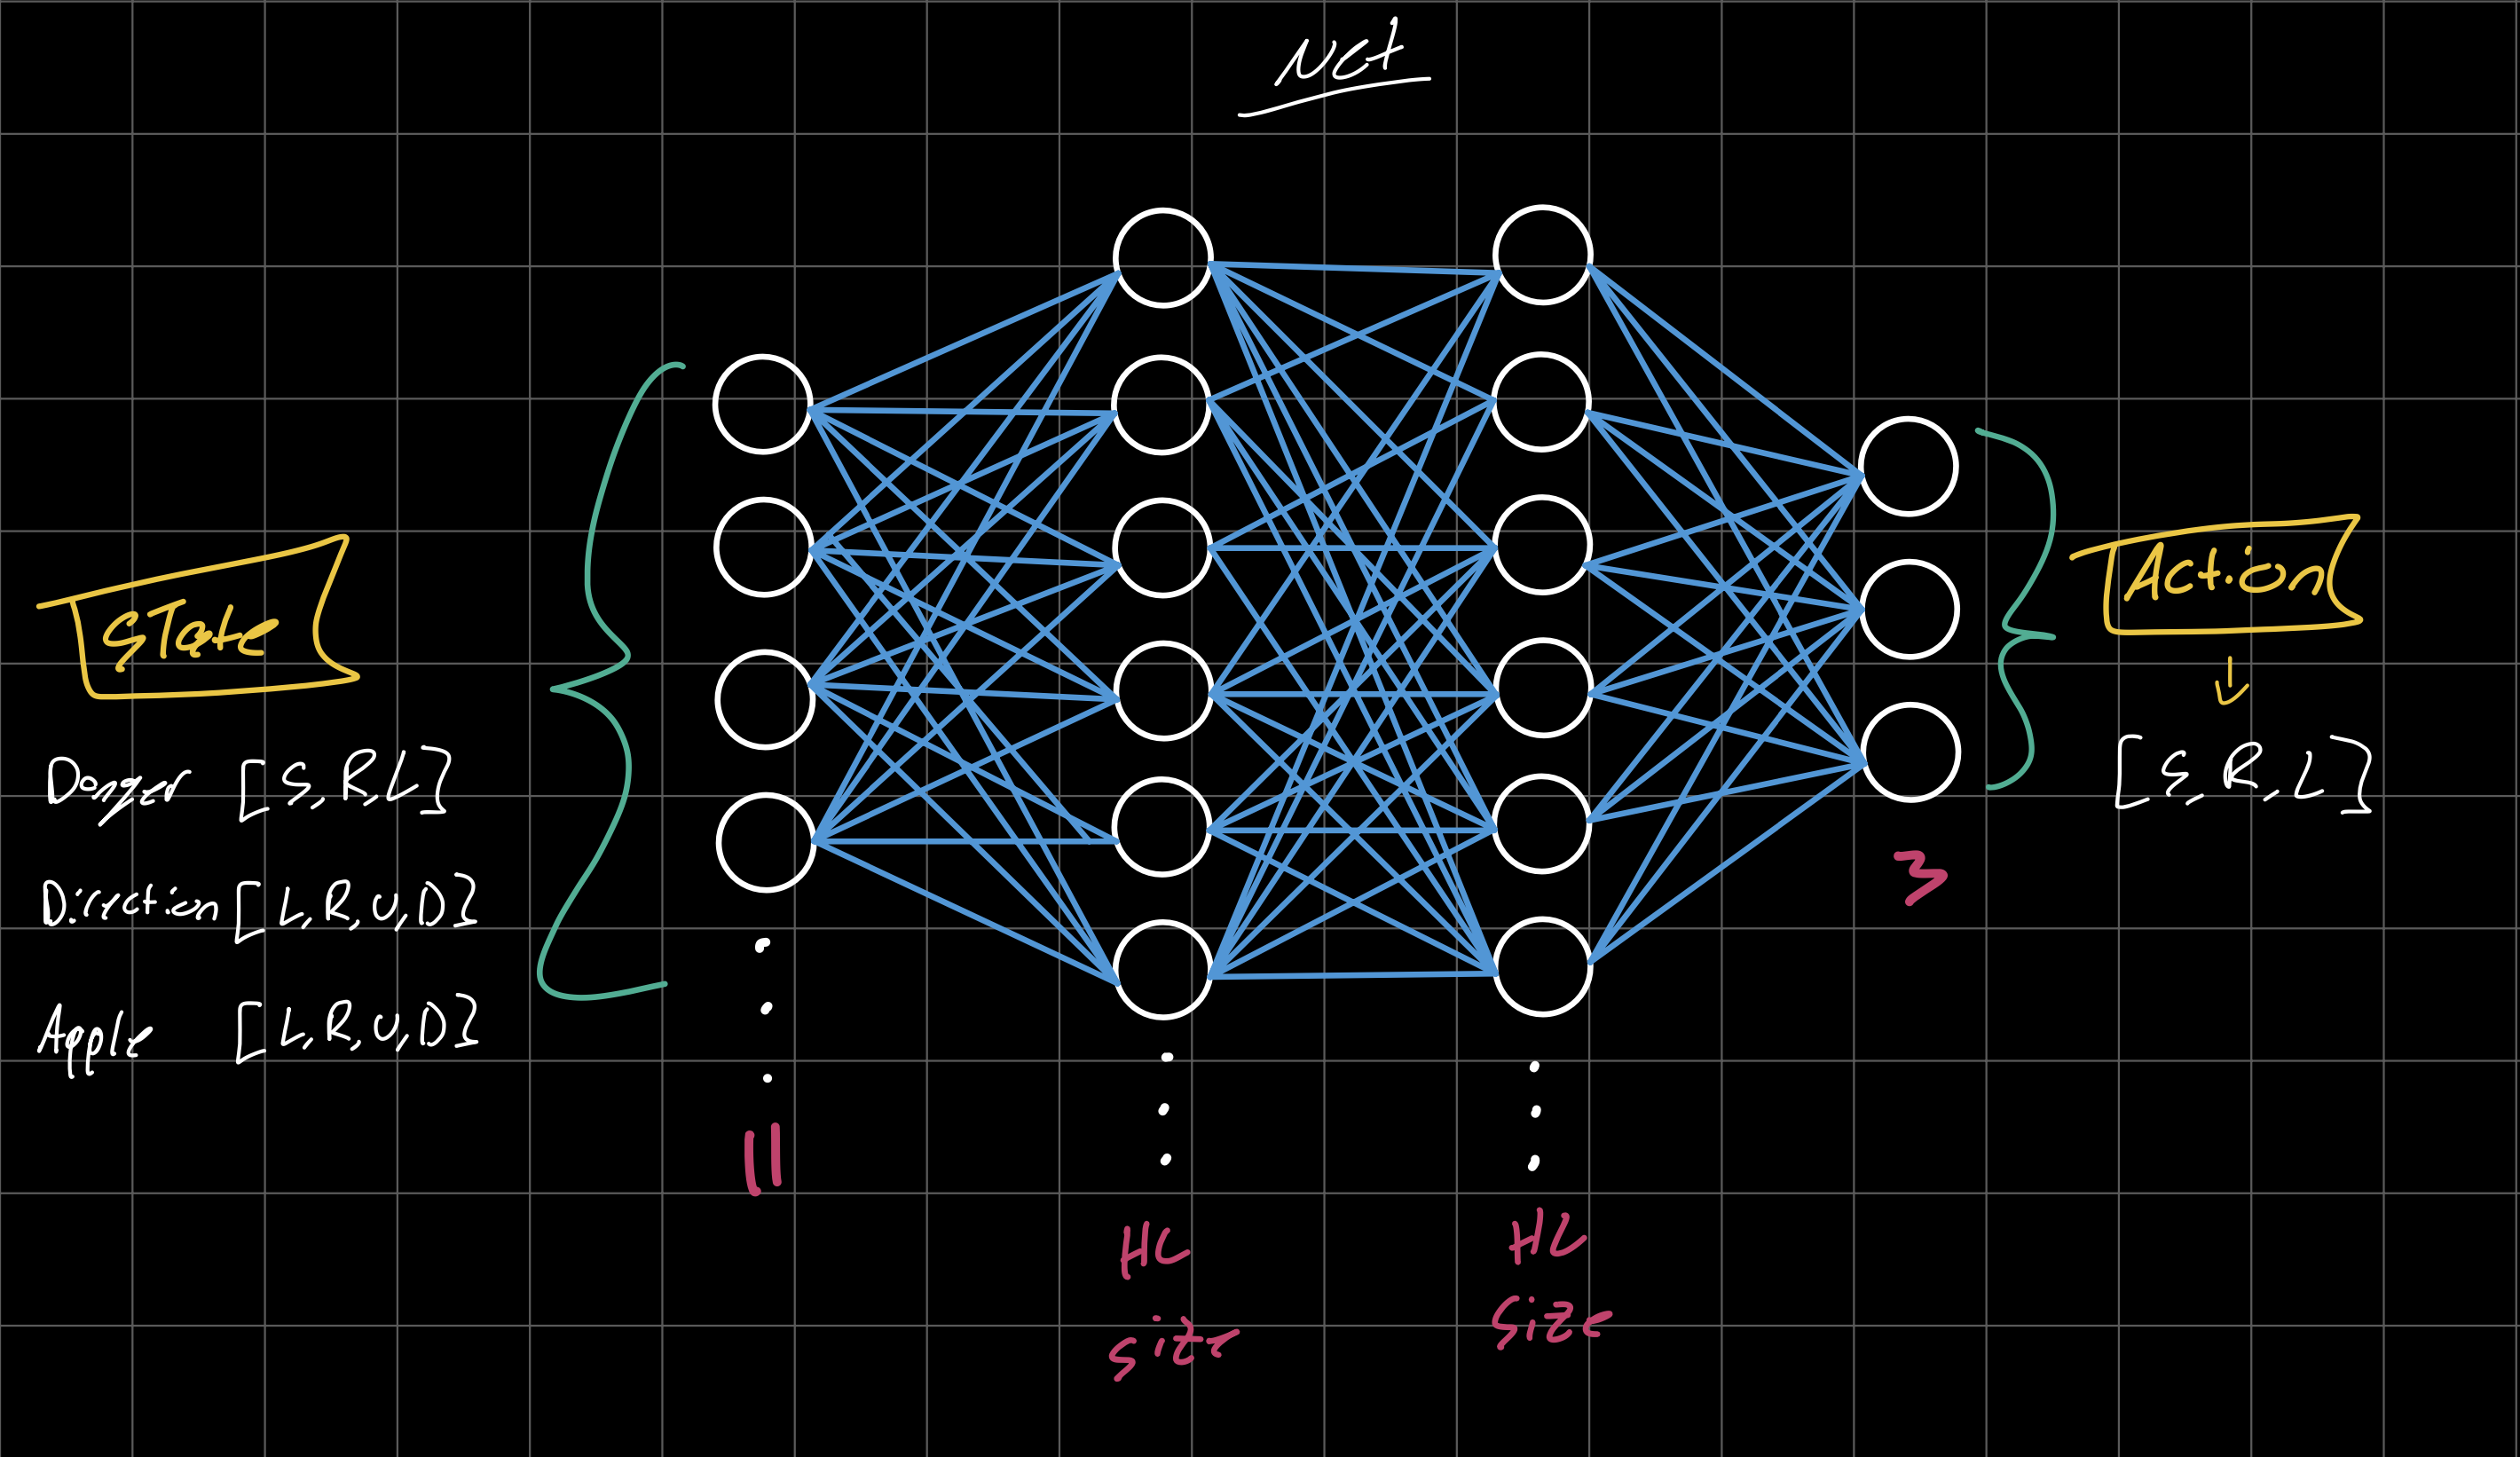 Net
State
Danger [S, R, L]
Direction [L, R, U, D]
Apple [L, R, U, D]
11
HL
size
HL
size
3
Action
↓
[S, R, L]